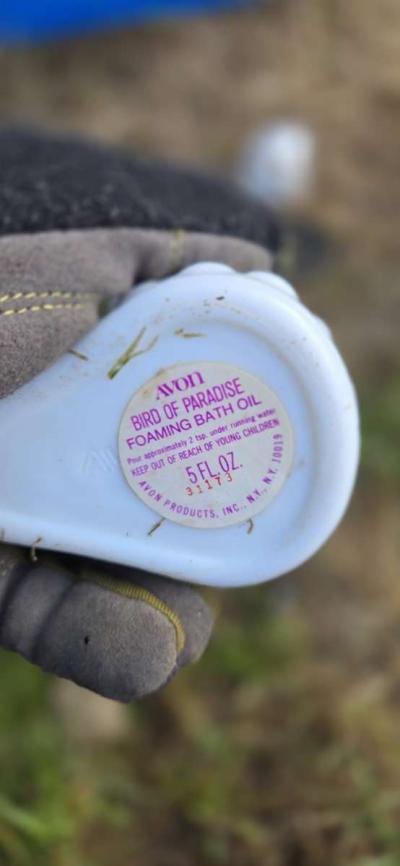 AVON
BIRD OF PARADISE
FOAMING BATH OIL
Pour approximately 2 tsp. under running water
KEEP OUT OF REACH OF YOUNG CHILDREN
5 FL. OZ.
31173
AVON PRODUCTS, INC., N.Y., N.Y. 10019